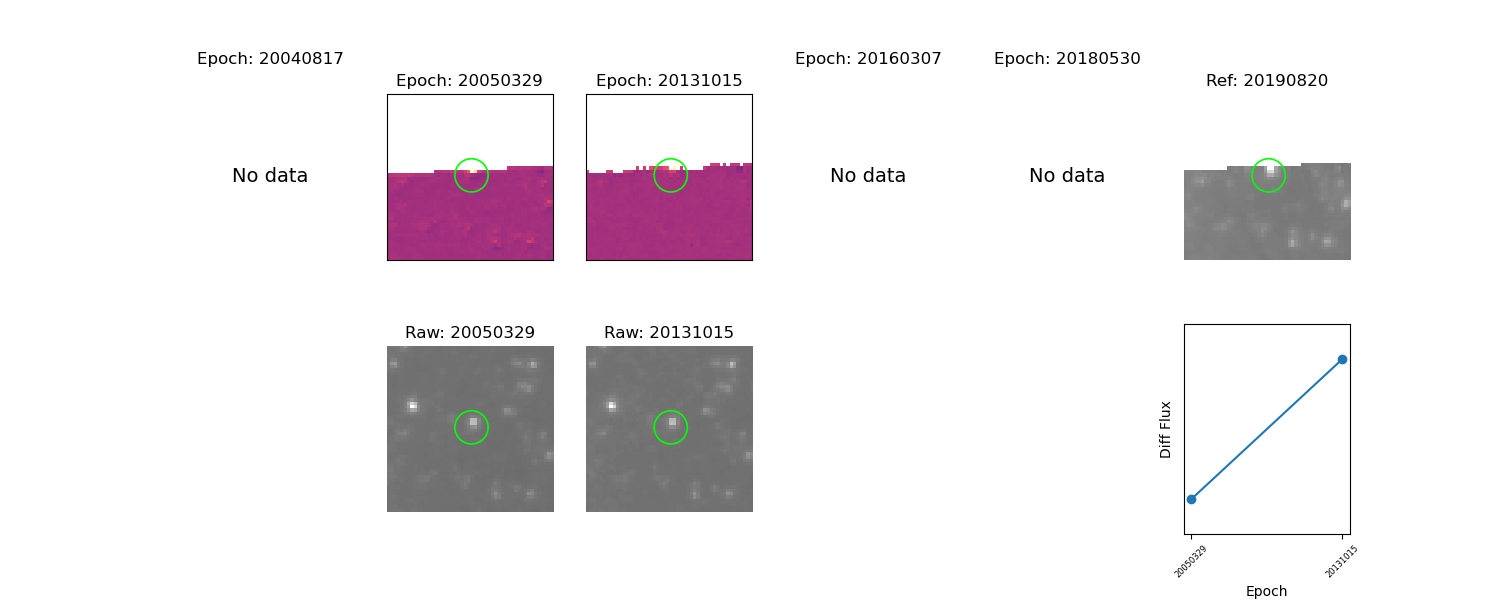 Epoch: 20040817
Epoch: 20160307
Epoch: 20180530
Epoch: 20050329
Epoch: 20131015
Ref: 20190820
No data
No data
No data
Raw: 20050329
Raw: 20131015
Diff Flux
20050329
20131015
Epoch